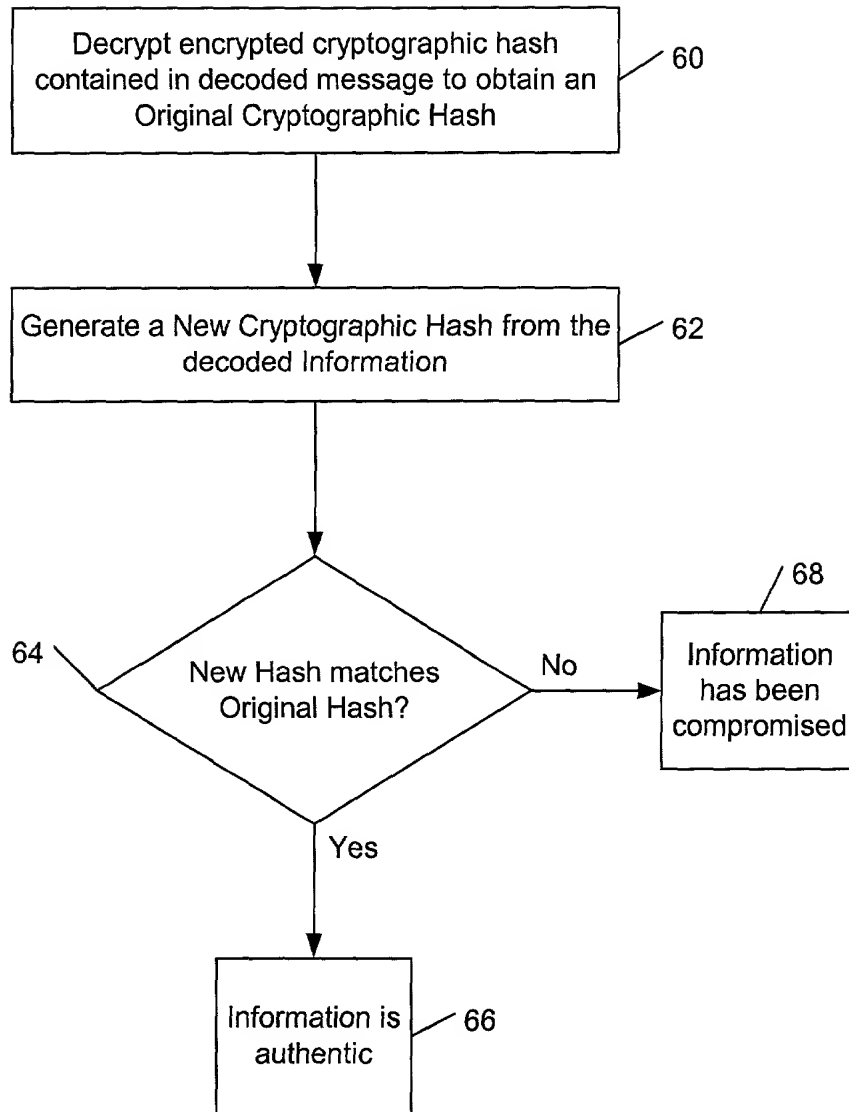 Decrypt encrypted cryptographic hash
contained in decoded message to obtain an
Original Cryptographic Hash
60
Generate a New Cryptographic Hash from the
decoded Information
62
64
New Hash matches
Original Hash?
No
68
Information
has been
compromised
Yes
Information is
authentic
66